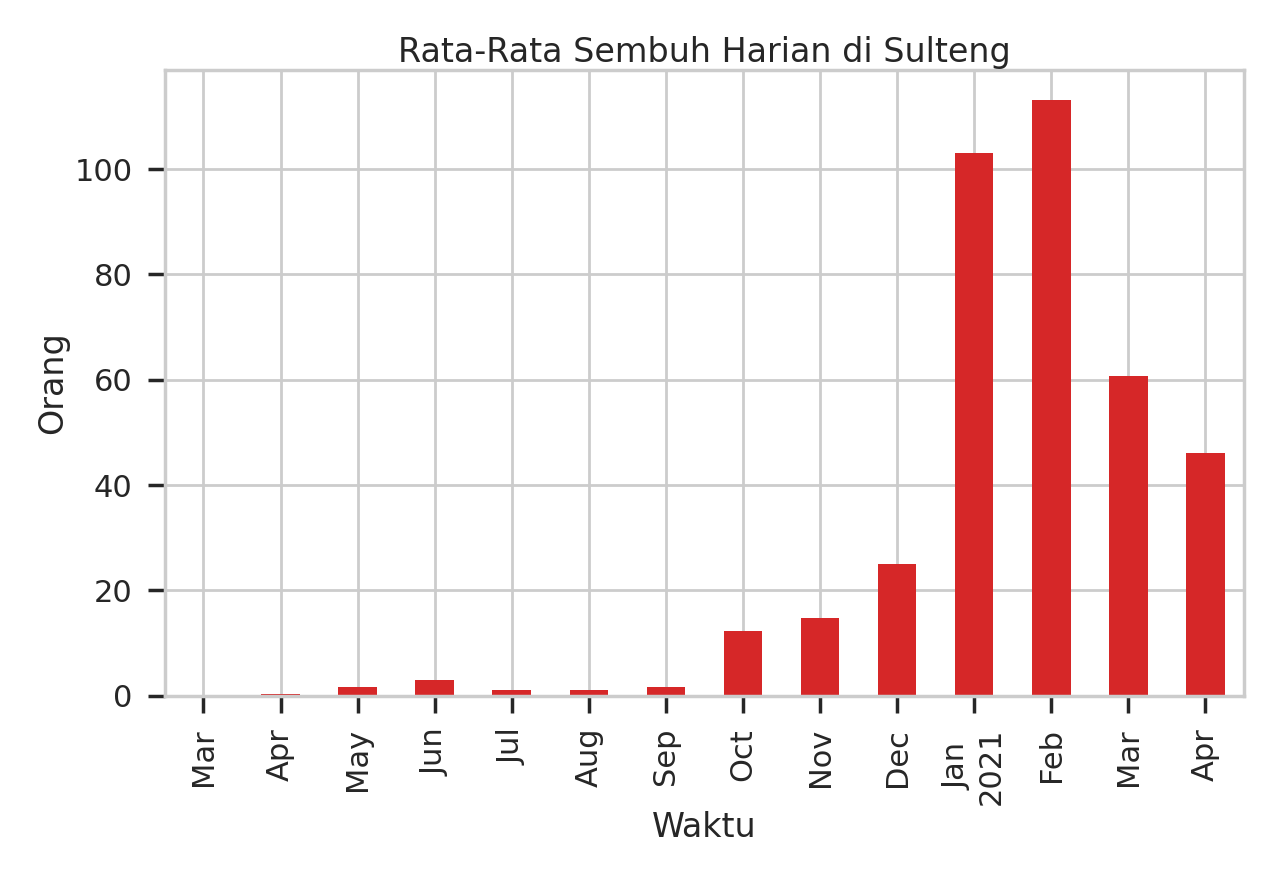 Rata-Rata Sembuh Harian di Sulteng
Orang
100
80
60
40
20
0
Mar
Apr
May
Jun
Jul
Aug
Sep
Oct
Nov
Dec
Jan
2021
Feb
Mar
Apr
Waktu